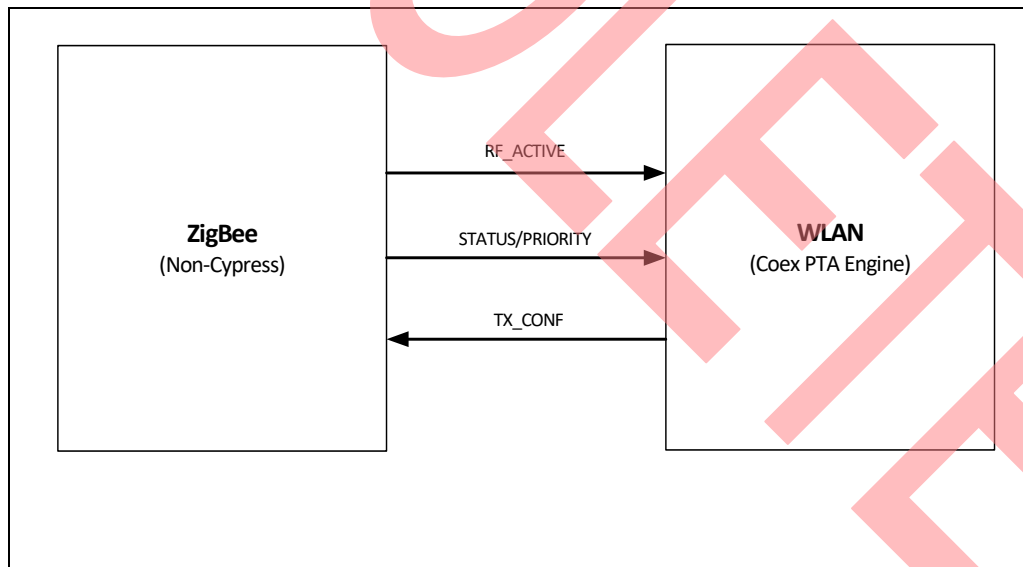 RF_ACTIVE
ZigBee
(Non-Cypress)
STATUS/PRIORITY
WLAN
(Coex PTA Engine)
TX_CONF